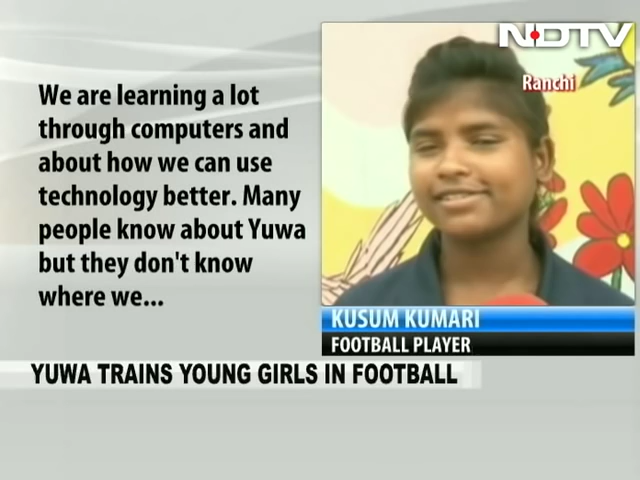 NDTV
Ranchi
We are learning a lot
through computers and
about how we can use
technology better. Many
people know about Yuwa
but they don't know
where we...
KUSUM KUMARI
FOOTBALL PLAYER
YUWA TRAINS YOUNG GIRLS IN FOOTBALL